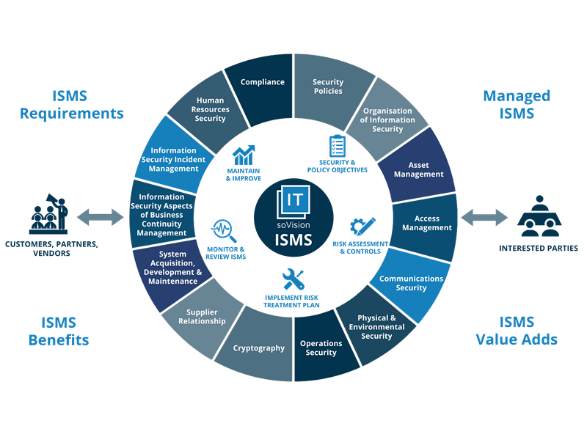 ISMS
Requirements
Managed
ISMS
Compliance
Security
Policies
Human
Resources
Security
Organisation
of Information
Security
Information
Security Incident
Management
Asset
Management
MAINTAIN
& IMPROVE
SECURITY &
POLICY OBJECTIVES
Information
Security Aspects
of Business
Continuity
Management
IT
soVision
ISMS
Access
Management
CUSTOMERS, PARTNERS,
VENDORS
INTERESTED PARTIES
MONITOR &
REVIEW ISMS
RISK ASSESSMENT
& CONTROLS
System
Acquisition,
Development &
Maintenance
Communications
Security
IMPLEMENT RISK
TREATMENT PLAN
Supplier
Relationship
Physical &
Environmental
Security
Cryptography
Operations
Security
ISMS
Benefits
ISMS
Value Adds